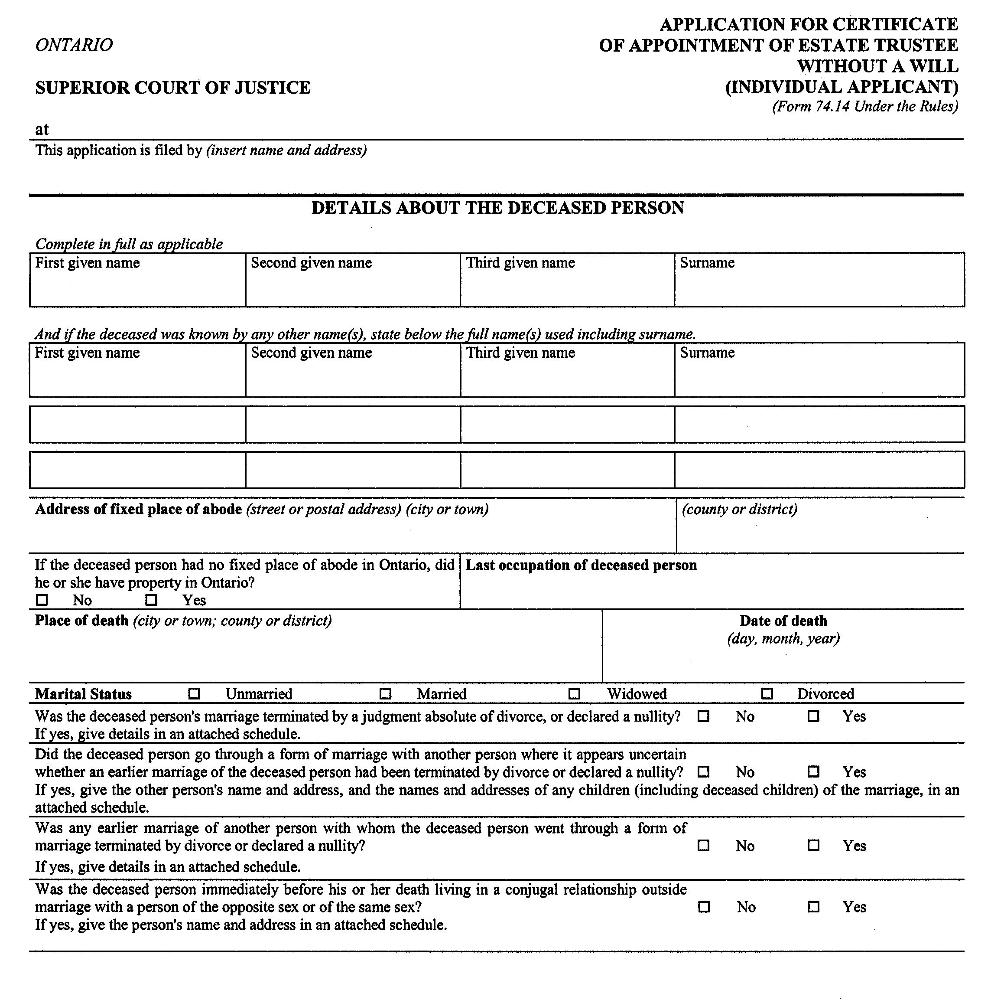 ONTARIO
APPLICATION FOR CERTIFICATE
OF APPOINTMENT OF ESTATE TRUSTEE
WITHOUT A WILL
(INDIVIDUAL APPLICANT)
(Form 74.14 Under the Rules)
SUPERIOR COURT OF JUSTICE
at
This application is filed by (insert name and address)
DETAILS ABOUT THE DECEASED PERSON
Complete in full as applicable
First given name Second given name Third given name Surname
And if the deceased was known by any other name(s), state below the full name(s) used including surname.
First given name Second given name Third given name Surname
Address of fixed place of abode (street or postal address) (city or town) (county or district)
If the deceased person had no fixed place of abode in Ontario, did
he or she have property in Ontario?
☐ No ☐ Yes
Last occupation of deceased person
Place of death (city or town; county or district)
Date of death
(day, month, year)
Marital Status ☐ Unmarried ☐ Married ☐ Widowed ☐ Divorced
Was the deceased person's marriage terminated by a judgment absolute of divorce, or declared a nullity? ☐ No ☐ Yes
If yes, give details in an attached schedule.
Did the deceased person go through a form of marriage with another person where it appears uncertain
whether an earlier marriage of the deceased person had been terminated by divorce or declared a nullity? ☐ No ☐ Yes
If yes, give the other person's name and address, and the names and addresses of any children (including deceased children) of the marriage, in an
attached schedule.
Was any earlier marriage of another person with whom the deceased person went through a form of
marriage terminated by divorce or declared a nullity? ☐ No ☐ Yes
If yes, give details in an attached schedule.
Was the deceased person immediately before his or her death living in a conjugal relationship outside
marriage with a person of the opposite sex or of the same sex? ☐ No ☐ Yes
If yes, give the person's name and address in an attached schedule.